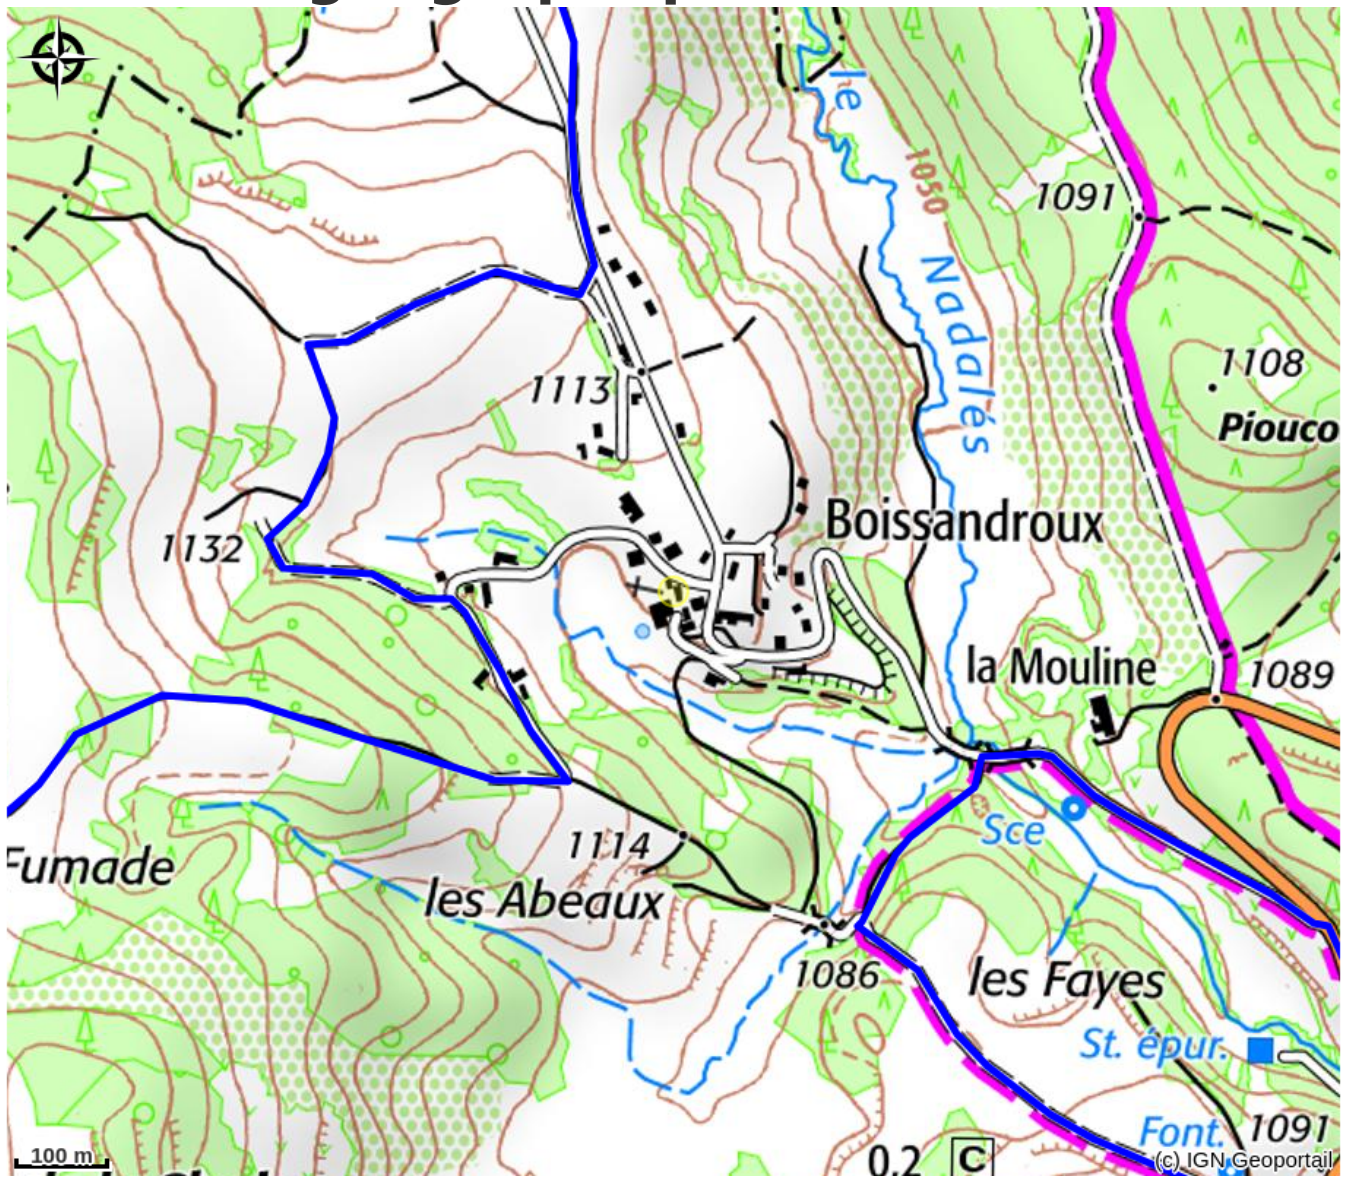 le
1050
1091
Nadalés
1108
Piouco
1113
Boissandroux
1132
la Mouline
1089
Sce
1114
Fumade
les Abeaux
1086
les Fayes
St. épur.
Font.
1091
100 m
0,2
C
(c) IGN Geoportail